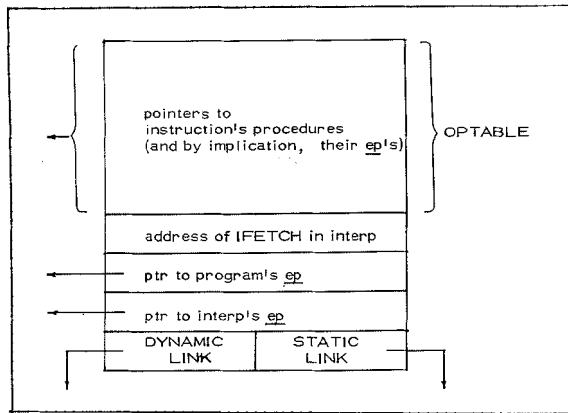 pointers to
instruction's procedures
(and by implication, their ep's)
OPTABLE
address of IFETCH in interp
ptr to program's ep
ptr to interp's ep
DYNAMIC
LINK
STATIC
LINK